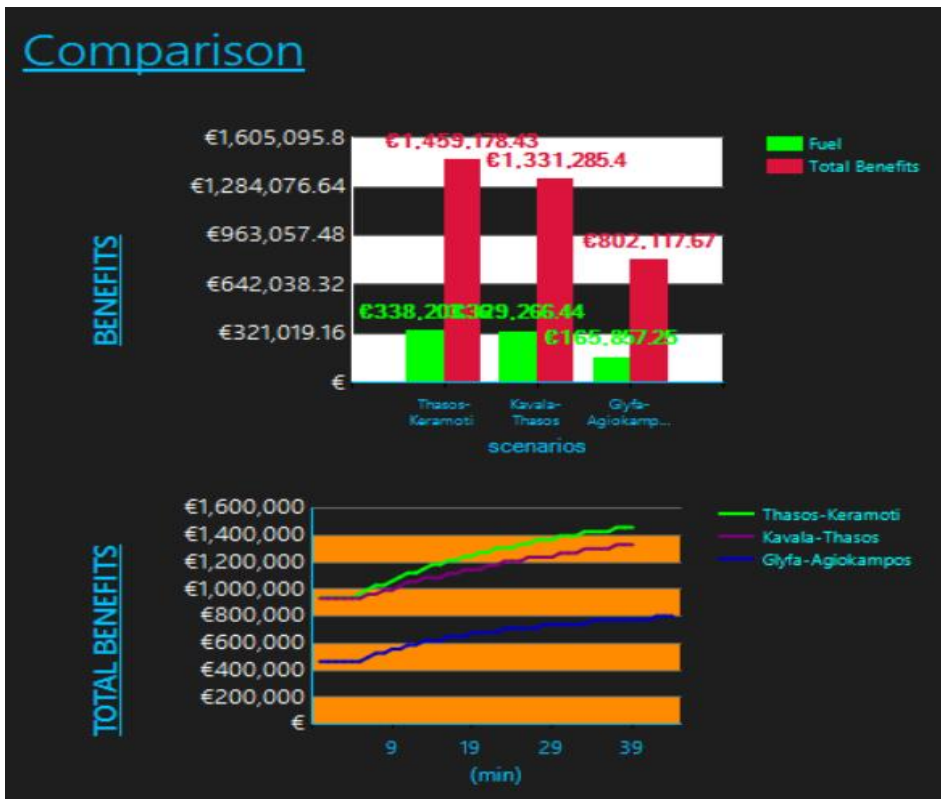 Comparison
€1,605,095.8
€1,284,076.64
€963,057.48
€642,038.32
€321,019.16
€
BENEFITS
€1,459,178.43
€1,331,285.4
€802,117.67
€329,266.44
€165,857.25
Fuel
Total Benefits
Thasos-
Keramoti
Kavala-
Thasos
Glyfa-
Agiokamp...
scenarios
€1,600,000
€1,400,000
€1,200,000
€1,000,000
€800,000
€600,000
€400,000
€200,000
€
TOTAL BENEFITS
9 19 29 39
(min)
Thasos-Keramoti
Kavala-Thasos
Glyfa-Agiokampos